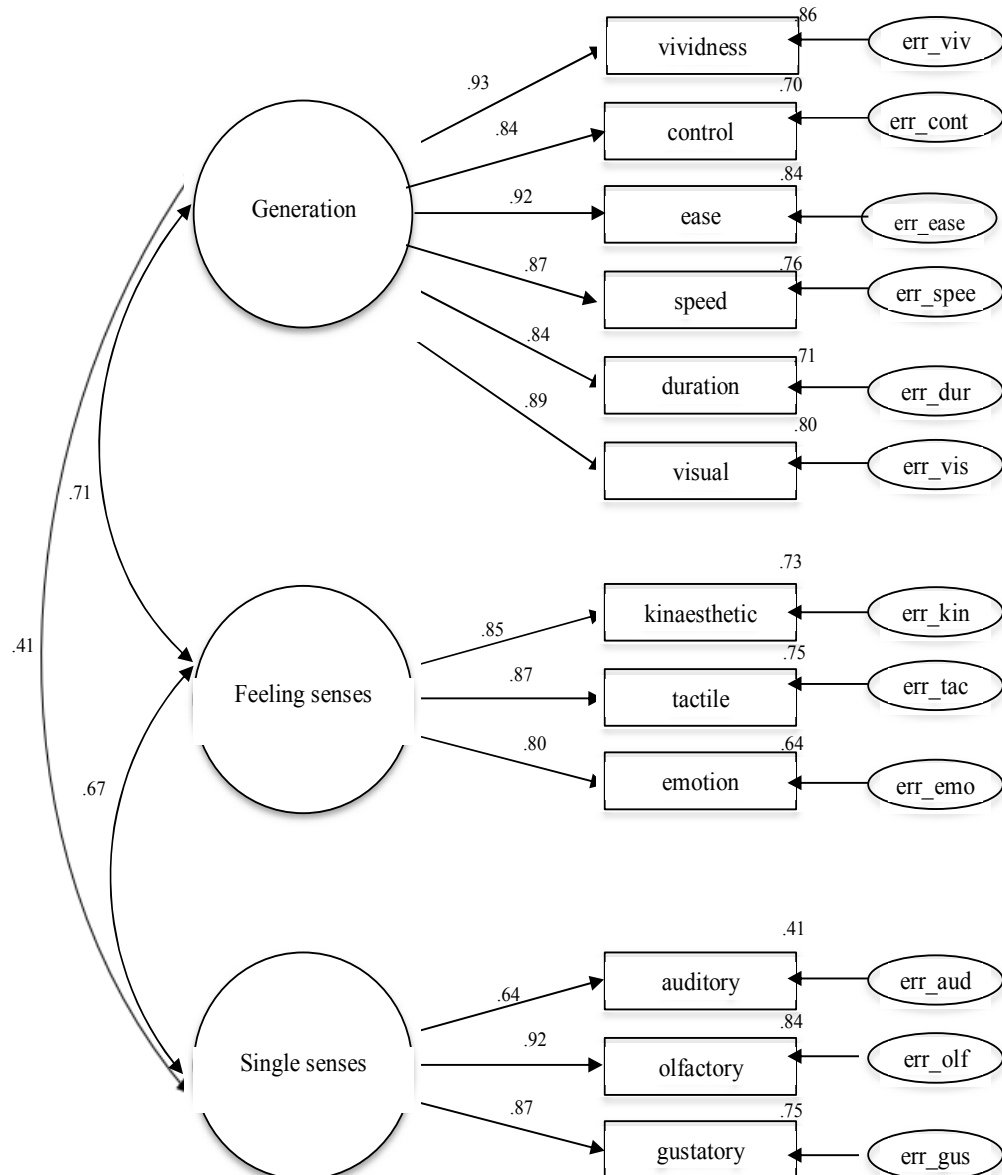 .86
err_viv
vividness
.93
.70
.84
control
err_cont
.84
Generation
.92
ease
err_ease
.76
.87
speed
err_spee
.84
.71
duration
err_dur
.89
.80
visual
err_vis
.71
.73
kinaesthetic
err_kin
.85
.41
.75
.87
tactile
err_tac
Feeling senses
.64
.80
emotion
err_emo
.67
.41
auditory
err_aud
.64
.84
.92
olfactory
err_olf
Single senses
.75
.87
gustatory
err_gus